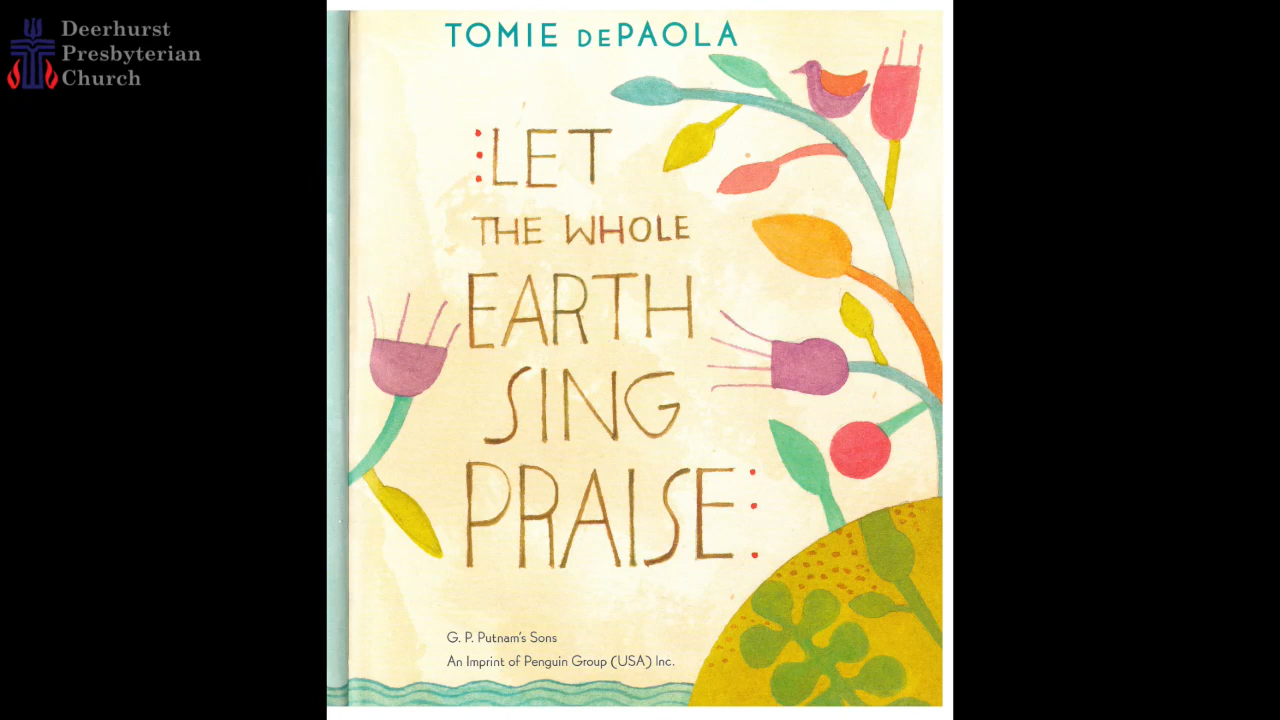 Deerhurst
Presbyterian
Church
TOMIE DEPAOLA
LET
THE WHOLE
EARTH
SING
PRAISE
G. P. Putnam's Sons
An Imprint of Penguin Group (USA) Inc.